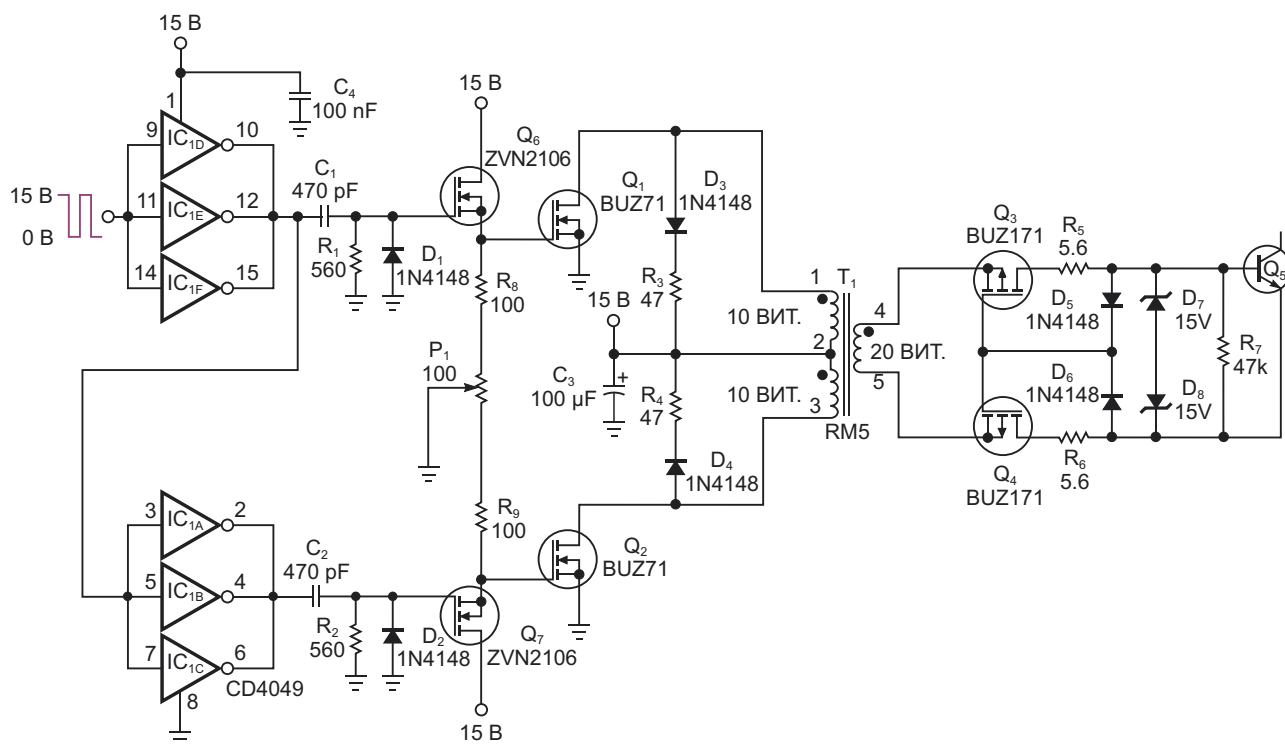 15 В
C4
100 nF
1
9
IC1D
10
15 В
0 В
11
IC1E
12
14
IC1F
15
C1
470 pF
R1
560
D1
1N4148
15 В
Q6
ZVN2106
Q1
BUZ71
D3
1N4148
R8
100
P1
100
R9
100
15 В
C3
100 µF
+
R3
47
R4
47
D4
1N4148
1
T1
10 ВИТ.
2
10 ВИТ.
3
RM5
4
20 ВИТ.
5
Q3
BUZ171
R5
5.6
D5
1N4148
D6
1N4148
D7
15V
D8
15V
R7
47k
Q5
R6
5.6
Q4
BUZ171
3
IC1A
2
5
IC1B
4
7
IC1C
6
8
CD4049
C2
470 pF
R2
560
D2
1N4148
Q7
ZVN2106
15 В
Q2
BUZ71